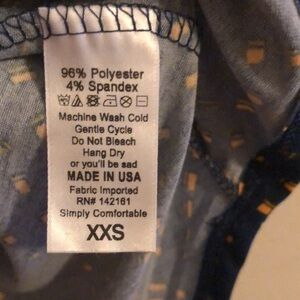 96% Polyester
4% Spandex
Machine Wash Cold
Gentle Cycle
Do Not Bleach
Hang Dry
or you'll be sad
MADE IN USA
Fabric Imported
RN# 142161
Simply Comfortable
XXS